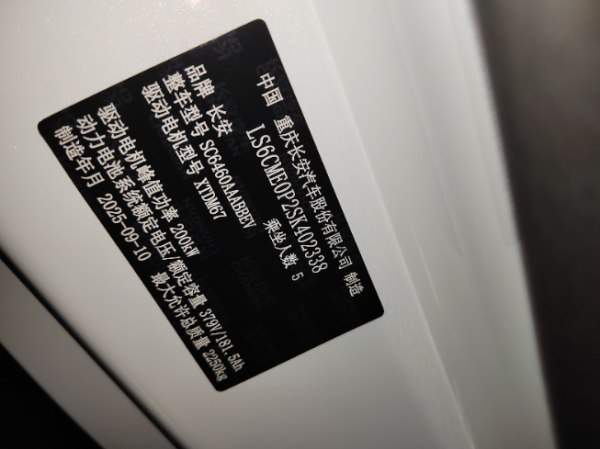 中国 重庆长安汽车股份有限公司 制造
LS6CME0P2SK402338
品牌 长安 乘坐人数 5
整车型号 SC6460AAABBEV
驱动电机型号 XTDM67
驱动电机峰值功率 200kW
动力电池系统额定电压/额定容量 379V/181.5Ah
制造年月 2025-09-10 最大允许总质量 2250kg